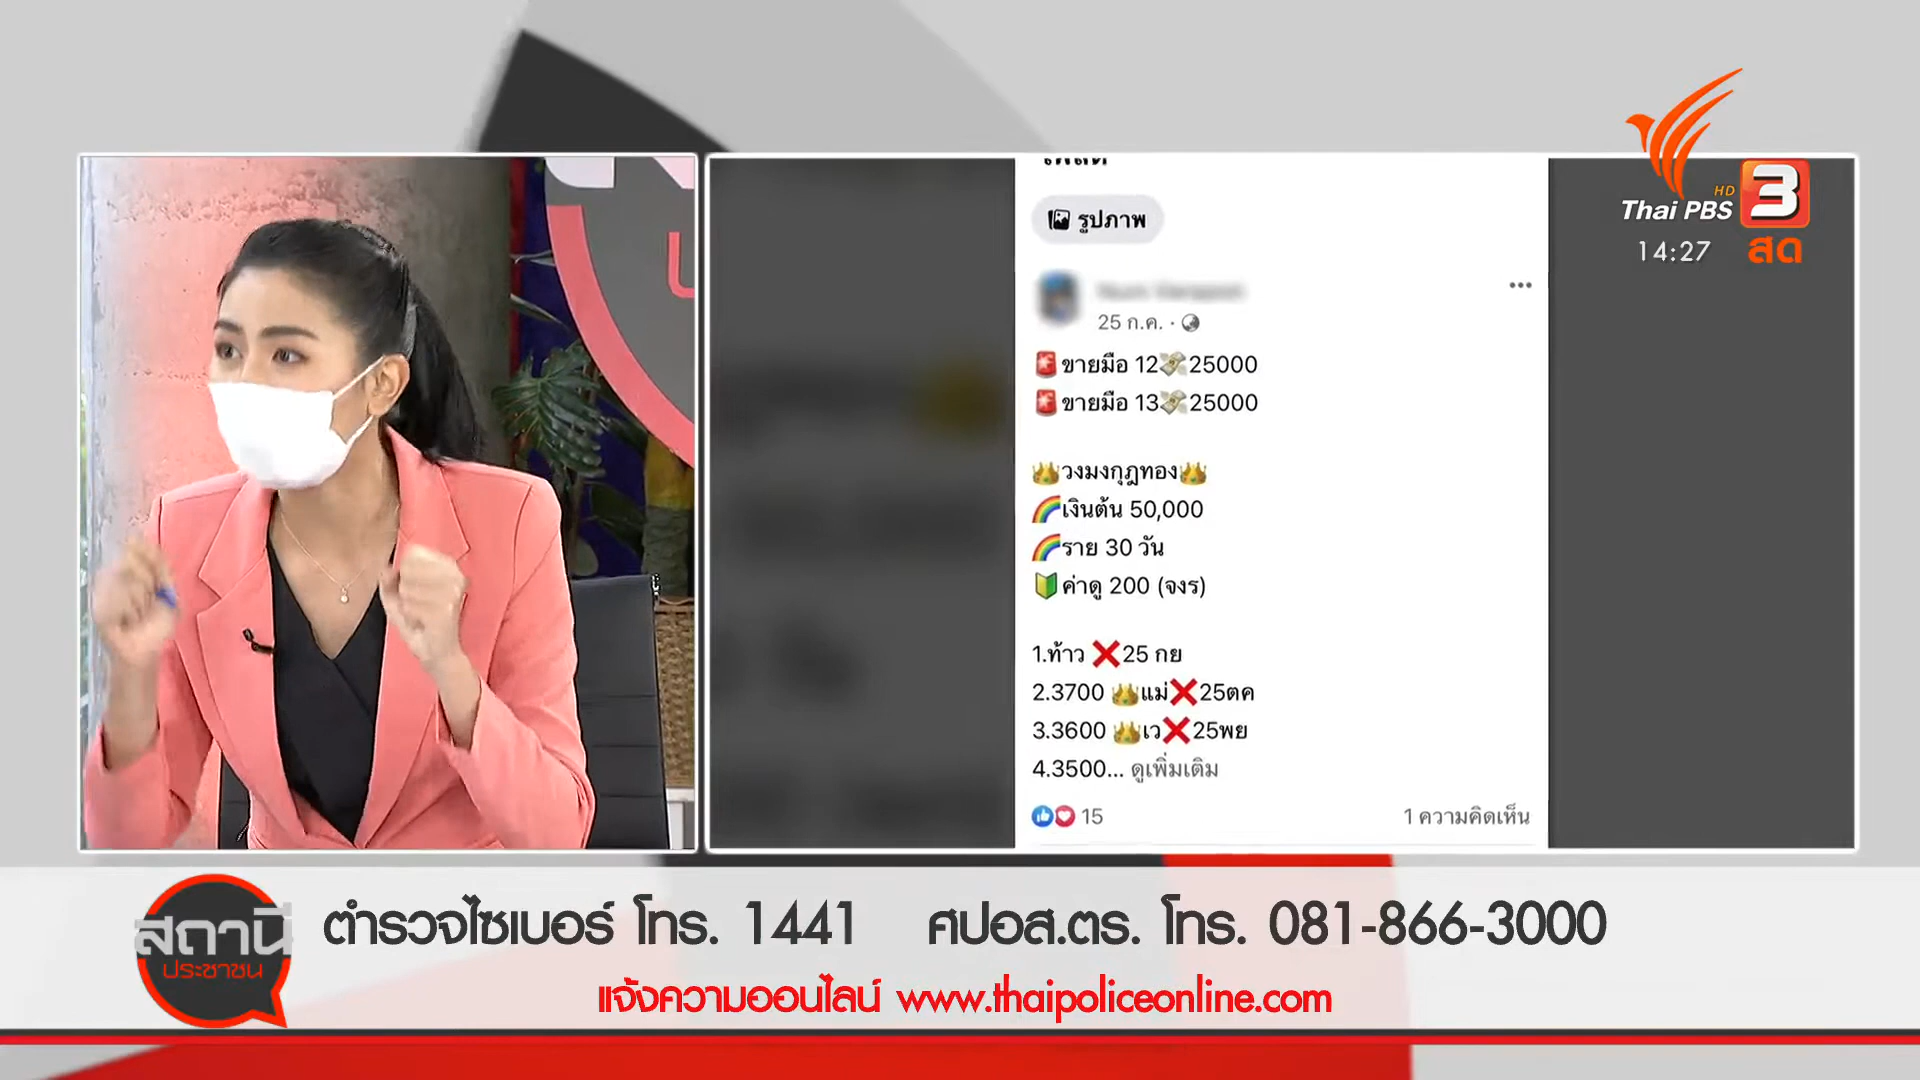 HD
Thai PBS 3
14:27 สด
รูปภาพ
25 ก.ค. ·
ขายมือ 12💸25000
ขายมือ 13💸25000
👑วงมงกุฎทอง👑
🌈เงินต้น 50,000
🌈ราย 30 วัน
🔰ค่าดู 200 (จงร)
1.ท้าว ❌25 กย
2.3700 👑แม่❌25ตค
3.3600 👑เว❌25พย
4.3500... ดูเพิ่มเติม
15
1 ความคิดเห็น
สถานี
ประชาชน
ตำรวจไซเบอร์ โทร. 1441 ศปอส.ตร. โทร. 081-866-3000
แจ้งความออนไลน์ www.thaipoliceonline.com